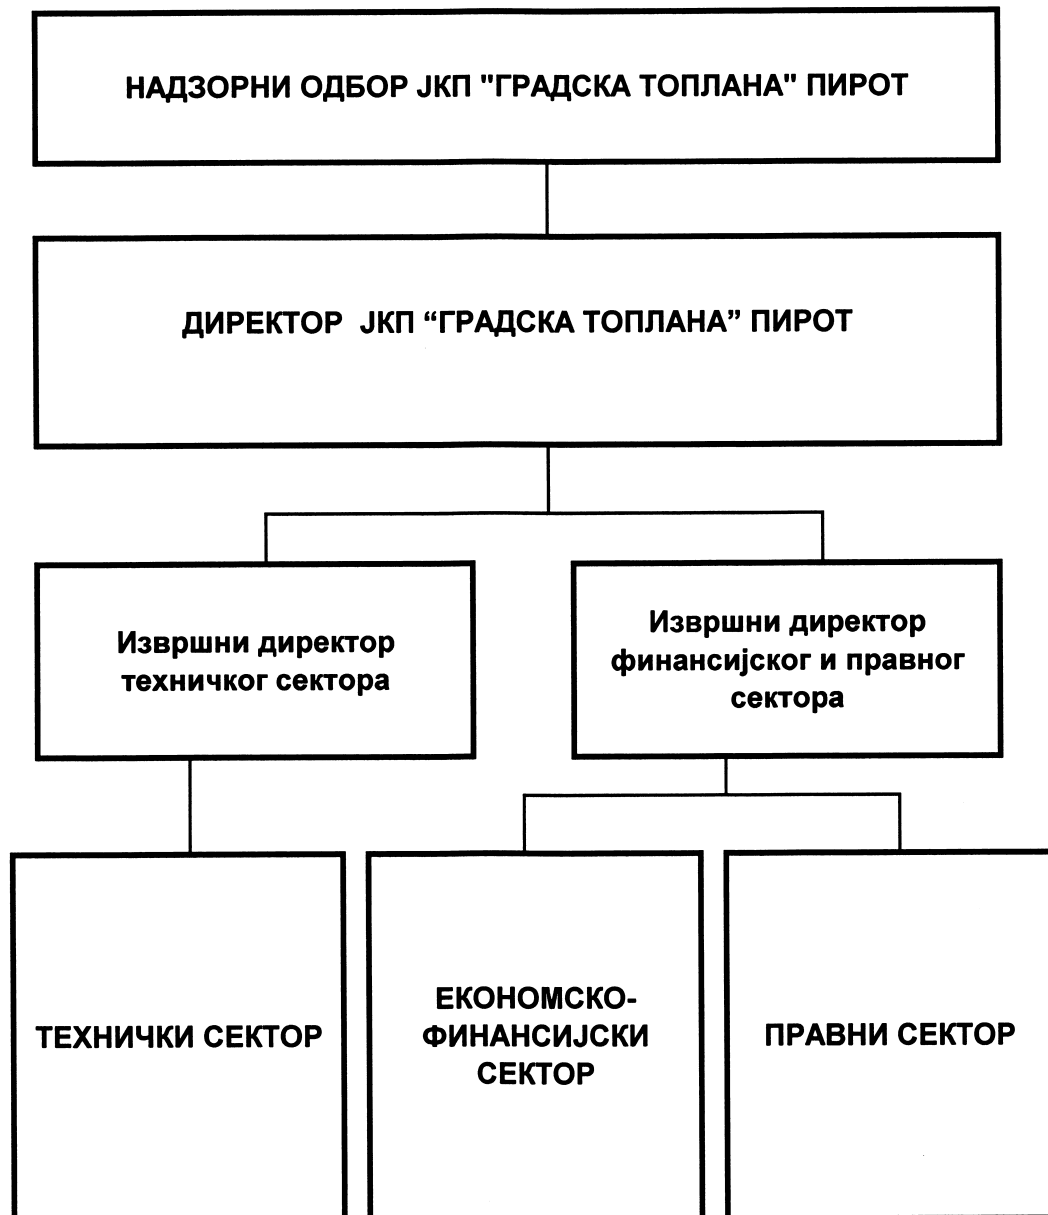 НАДЗОРНИ ОДБОР ЈКП "ГРАДСКА ТОПЛАНА" ПИРОТ
ДИРЕКТОР ЈКП “ГРАДСКА ТОПЛАНА” ПИРОТ
Извршни директор
техничког сектора
Извршни директор
финансијског и правног
сектора
ТЕХНИЧКИ СЕКТОР
ЕКОНОМСКО-
ФИНАНСИЈСКИ
СЕКТОР
ПРАВНИ СЕКТОР